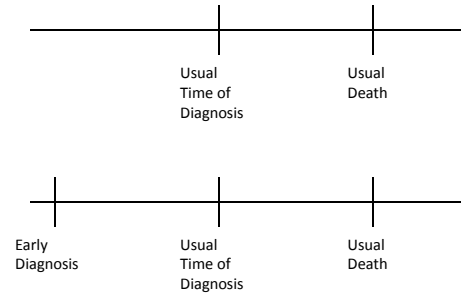 Usual
Time of
Diagnosis
Usual
Death
Early
Diagnosis
Usual
Time of
Diagnosis
Usual
Death